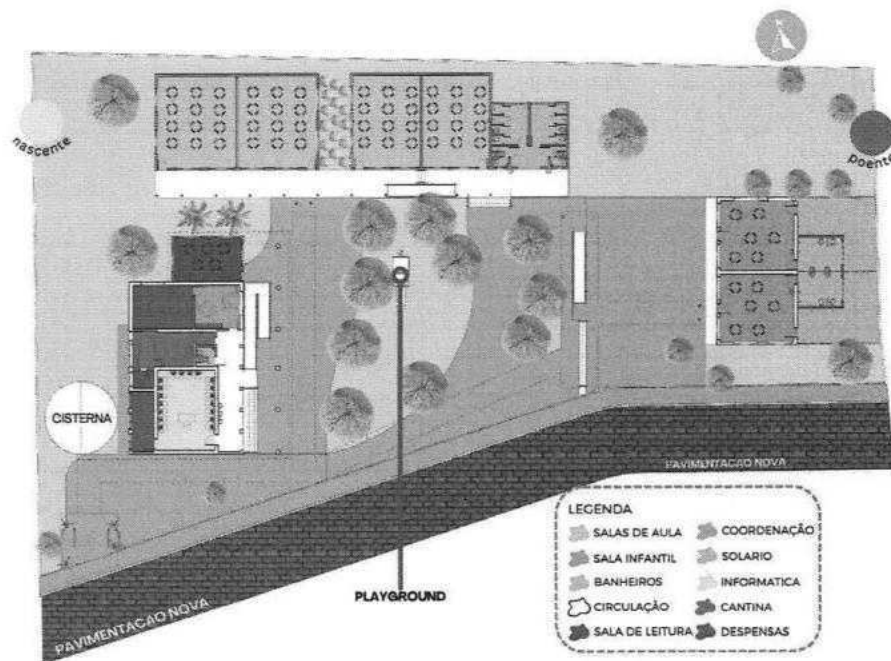 nascente
poente
CISTERNA
PAVIMENTACAO NOVA
PAVIMENTACAO NOVA
PLAYGROUND
LEGENDA
SALAS DE AULA
SALA INFANTIL
BANHEIROS
CIRCULAÇÃO
SALA DE LEITURA
COORDENAÇÃO
SOLARIO
INFORMATICA
CANTINA
DESPENSAS